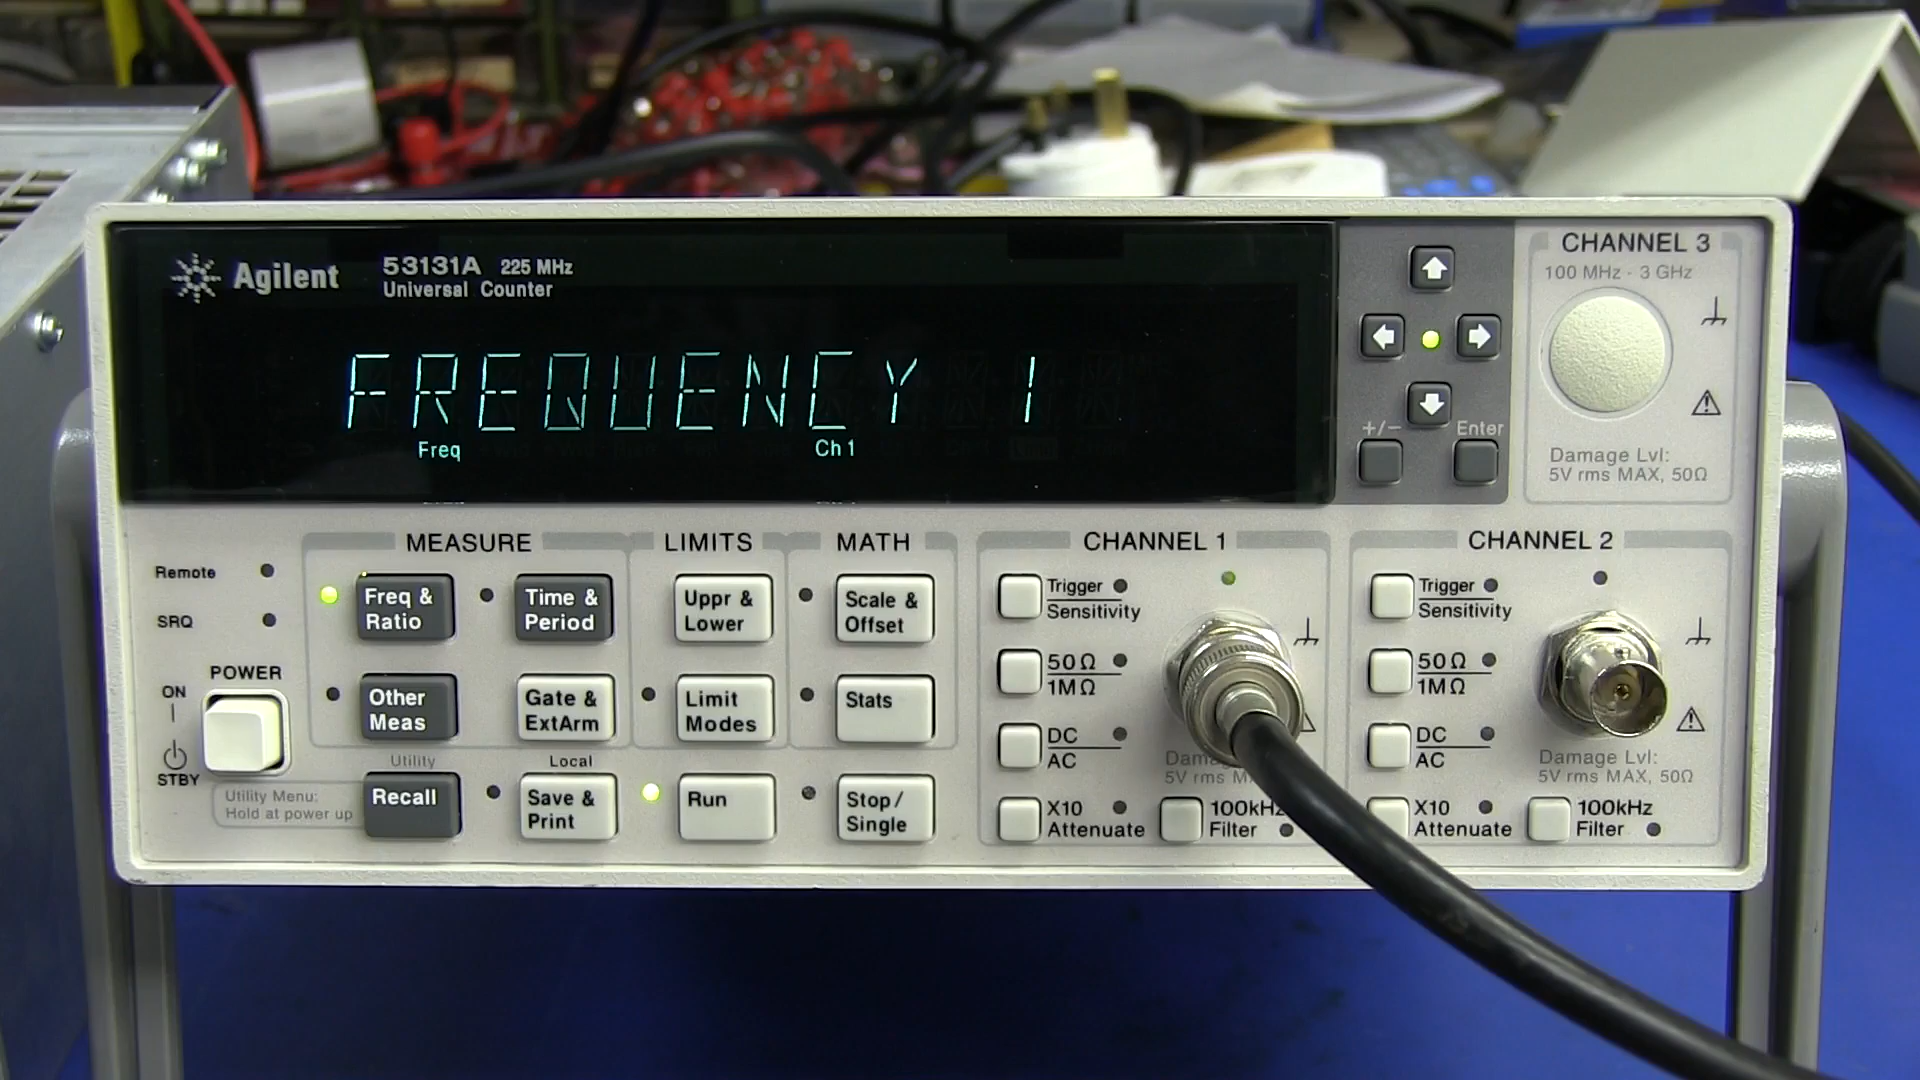 Agilent
53131A 225 MHz
Universal Counter
FREQUENCY 1
Freq
Ch 1
+/−
Enter
CHANNEL 3
100 MHz - 3 GHz
Damage Lvl:
5V rms MAX, 50Ω
Remote
SRQ
POWER
ON
STBY
MEASURE
Freq &
Ratio
Time &
Period
Other
Meas
Gate &
ExtArm
Utility
Local
Utility Menu:
Hold at power up
Recall
Save &
Print
LIMITS
Uppr &
Lower
Limit
Modes
Run
MATH
Scale &
Offset
Stats
Stop/
Single
CHANNEL 1
Trigger
Sensitivity
50Ω
1MΩ
DC
AC
X10
Attenuate
100kHz
Filter
5V rms
CHANNEL 2
Trigger
Sensitivity
50Ω
1MΩ
DC
AC
X10
Attenuate
100kHz
Filter
Damage Lvl:
5V rms MAX, 50Ω